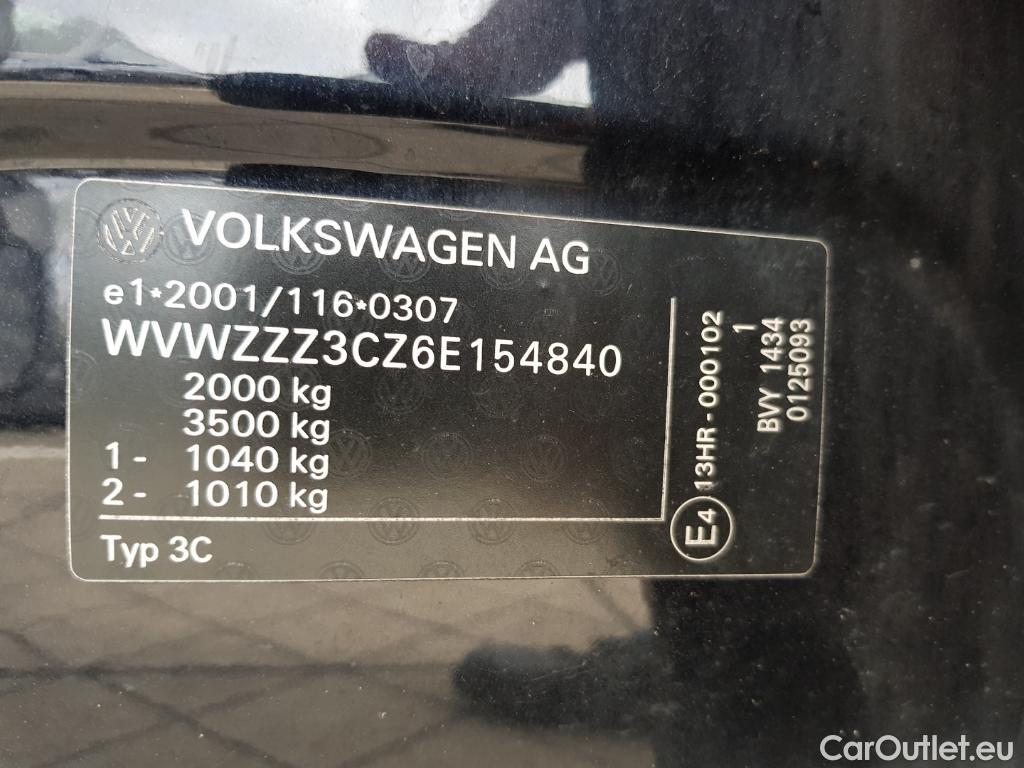 VOLKSWAGEN AG
e1*2001/116*0307
WVWZZZ3CZ6E154840
2000 kg
3500 kg
1 - 1040 kg
2 - 1010 kg
Typ 3C
E4 13HR - 000102
1
BVY 1434
0125093
CarOutlet.eu